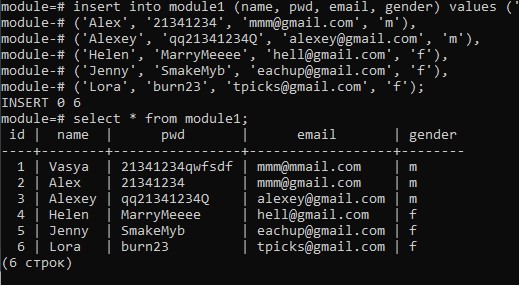 module=# insert into module1 (name, pwd, email, gender) values ('
module-# ('Alex', '21341234', 'mmm@gmail.com', 'm'),
module-# ('Alexey', 'qq21341234Q', 'alexey@gmail.com', 'm'),
module-# ('Helen', 'MarryMeeee', 'hell@gmail.com', 'f'),
module-# ('Jenny', 'SmakeMyb', 'eachup@gmail.com', 'f'),
module-# ('Lora', 'burn23', 'tpicks@gmail.com', 'f');
INSERT 0 6
module=# select * from module1;
 id |  name  |      pwd       |      email       | gender
----+--------+----------------+------------------+--------
  1 | Vasya  | 21341234qwfsdf | mmm@mmail.com    | m
  2 | Alex   | 21341234       | mmm@gmail.com    | m
  3 | Alexey | qq21341234Q    | alexey@gmail.com | m
  4 | Helen  | MarryMeeee     | hell@gmail.com   | f
  5 | Jenny  | SmakeMyb       | eachup@gmail.com | f
  6 | Lora   | burn23         | tpicks@gmail.com | f
(6 строк)